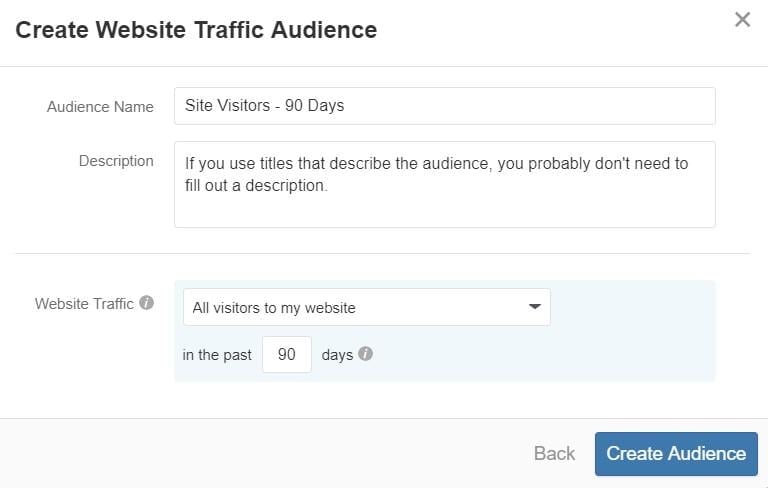 Create Website Traffic Audience
Audience Name
Site Visitors - 90 Days
Description
If you use titles that describe the audience, you probably don't need to
fill out a description.
Website Traffic
All visitors to my website
in the past 90 days
Back
Create Audience